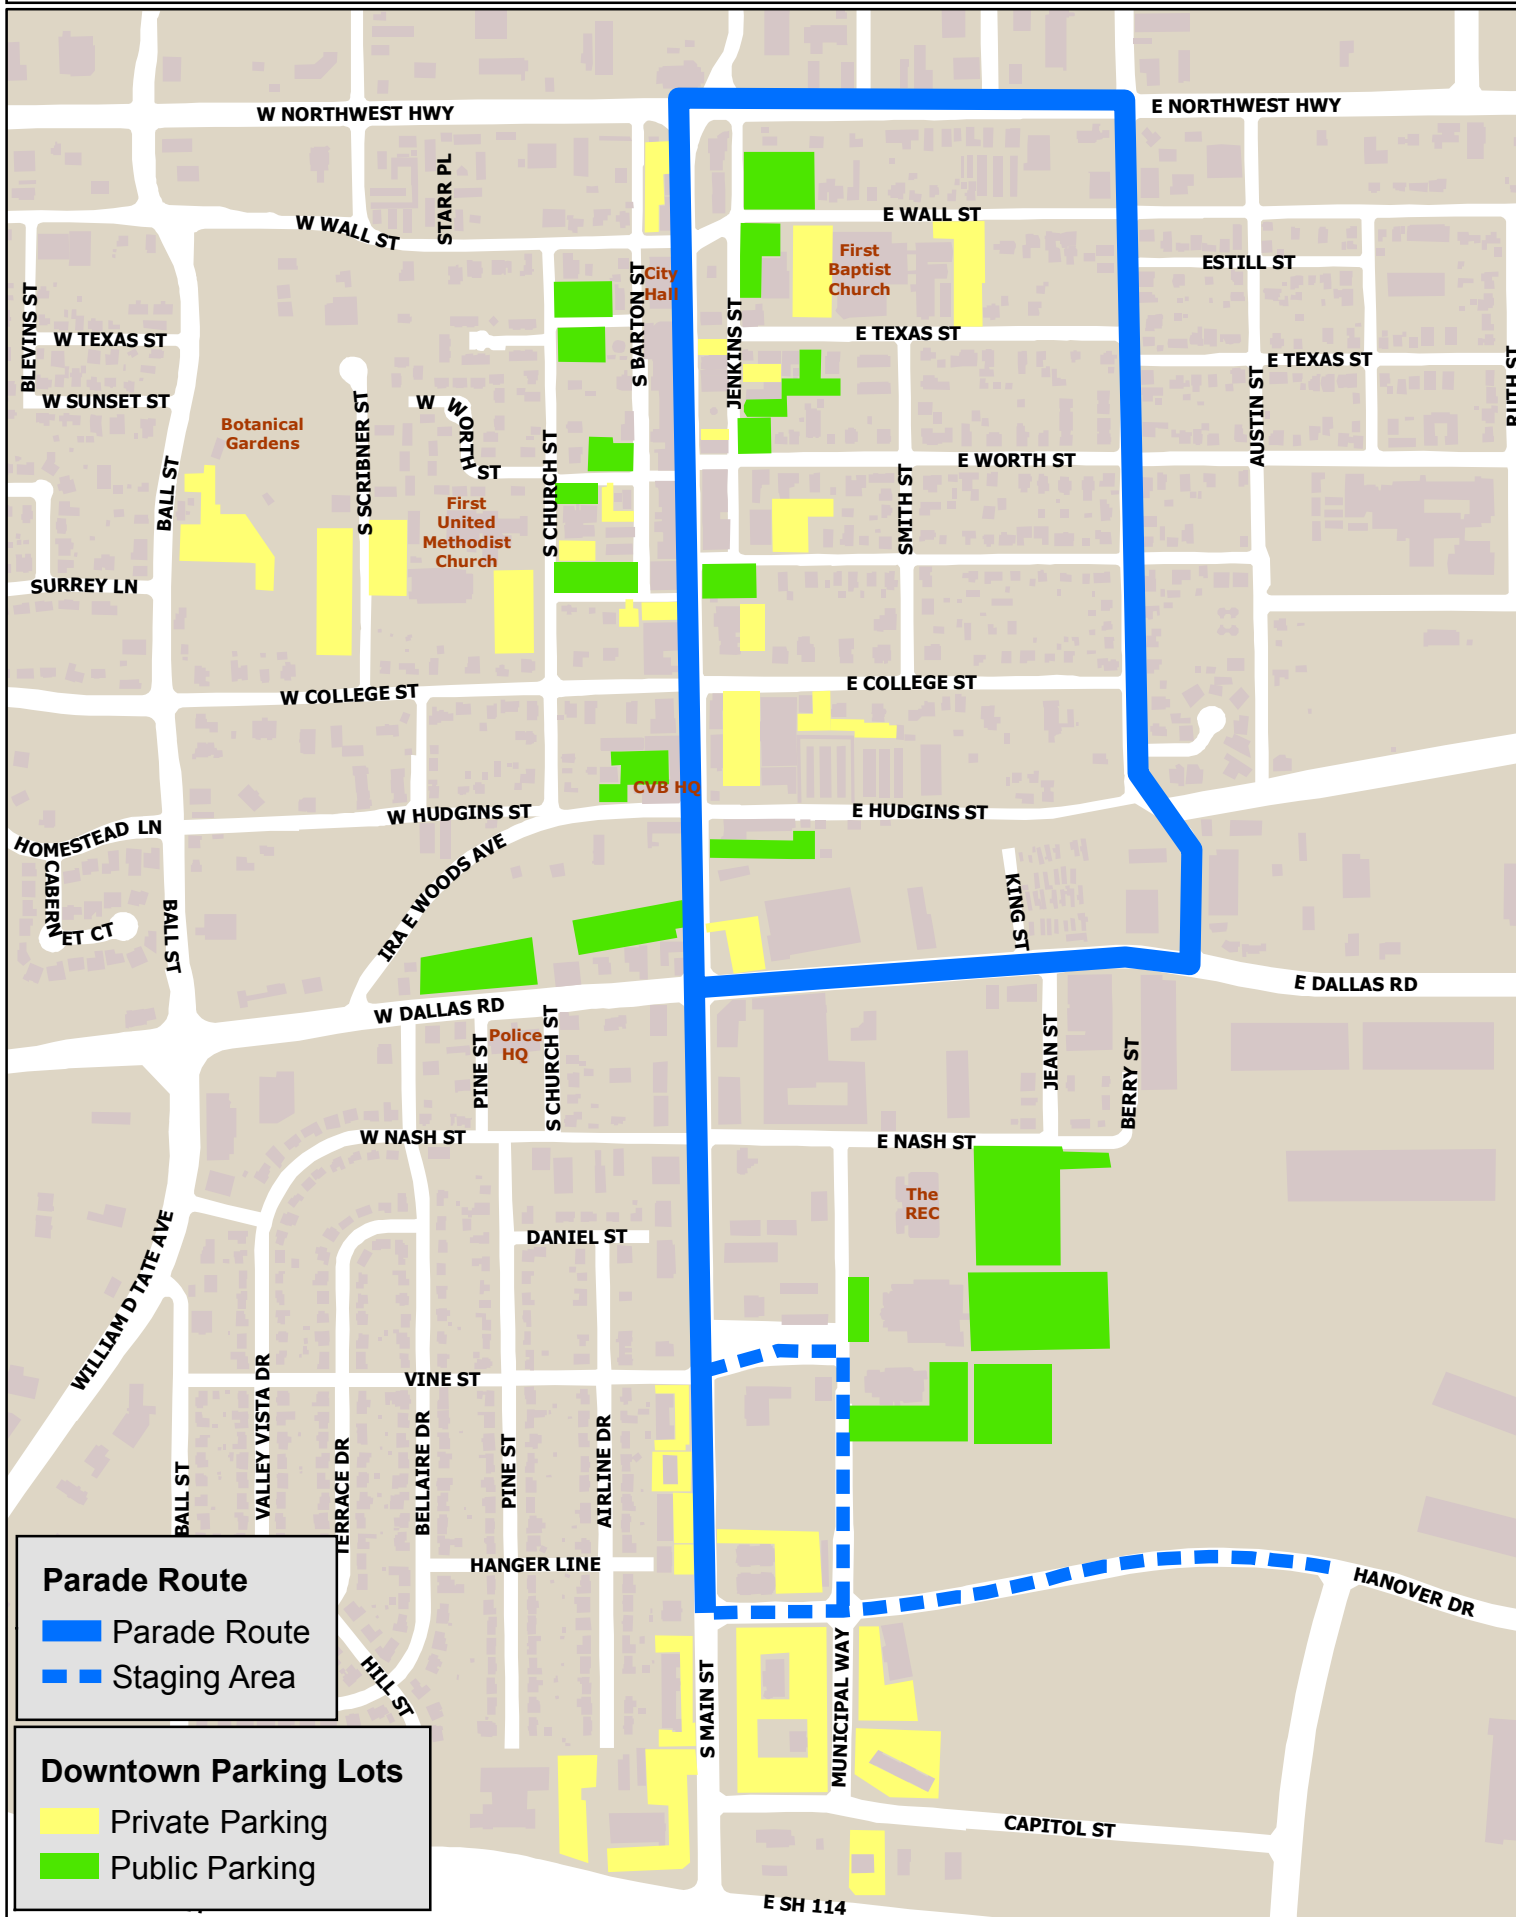 W NORTHWEST HWY
E NORTHWEST HWY
STARR PL
W WALL ST
E WALL ST
First
Baptist
Church
ESTILL ST
City
Hall
S BARTON ST
BLEVINS ST
JENKINS ST
W TEXAS ST
E TEXAS ST
E TEXAS ST
W SUNSET ST
Botanical
Gardens
S SCRIBNER ST
W WORTH ST
AUSTIN ST
RUTH ST
BALL ST
S CHURCH ST
E WORTH ST
SMITH ST
First
United
Methodist
Church
SURREY LN
W COLLEGE ST
E COLLEGE ST
CVB HQ
W HUDGINS ST
E HUDGINS ST
HOMESTEAD LN
CABERNET CT
IRA E WOODS AVE
KING ST
BALL ST
E DALLAS RD
W DALLAS RD
Police
HQ
PINE ST
S CHURCH ST
JEAN ST
BERRY ST
W NASH ST
E NASH ST
The
REC
DANIEL ST
WILLIAM D TATE AVE
VINE ST
VALLEY VISTA DR
TERRACE DR
BELLAIRE DR
PINE ST
AIRLINE DR
BALL ST
HANGER LINE
HANOVER DR
HILL ST
S MAIN ST
MUNICIPAL WAY
CAPITOL ST
E SH 114
Parade Route
Parade Route
Staging Area
Downtown Parking Lots
Private Parking
Public Parking